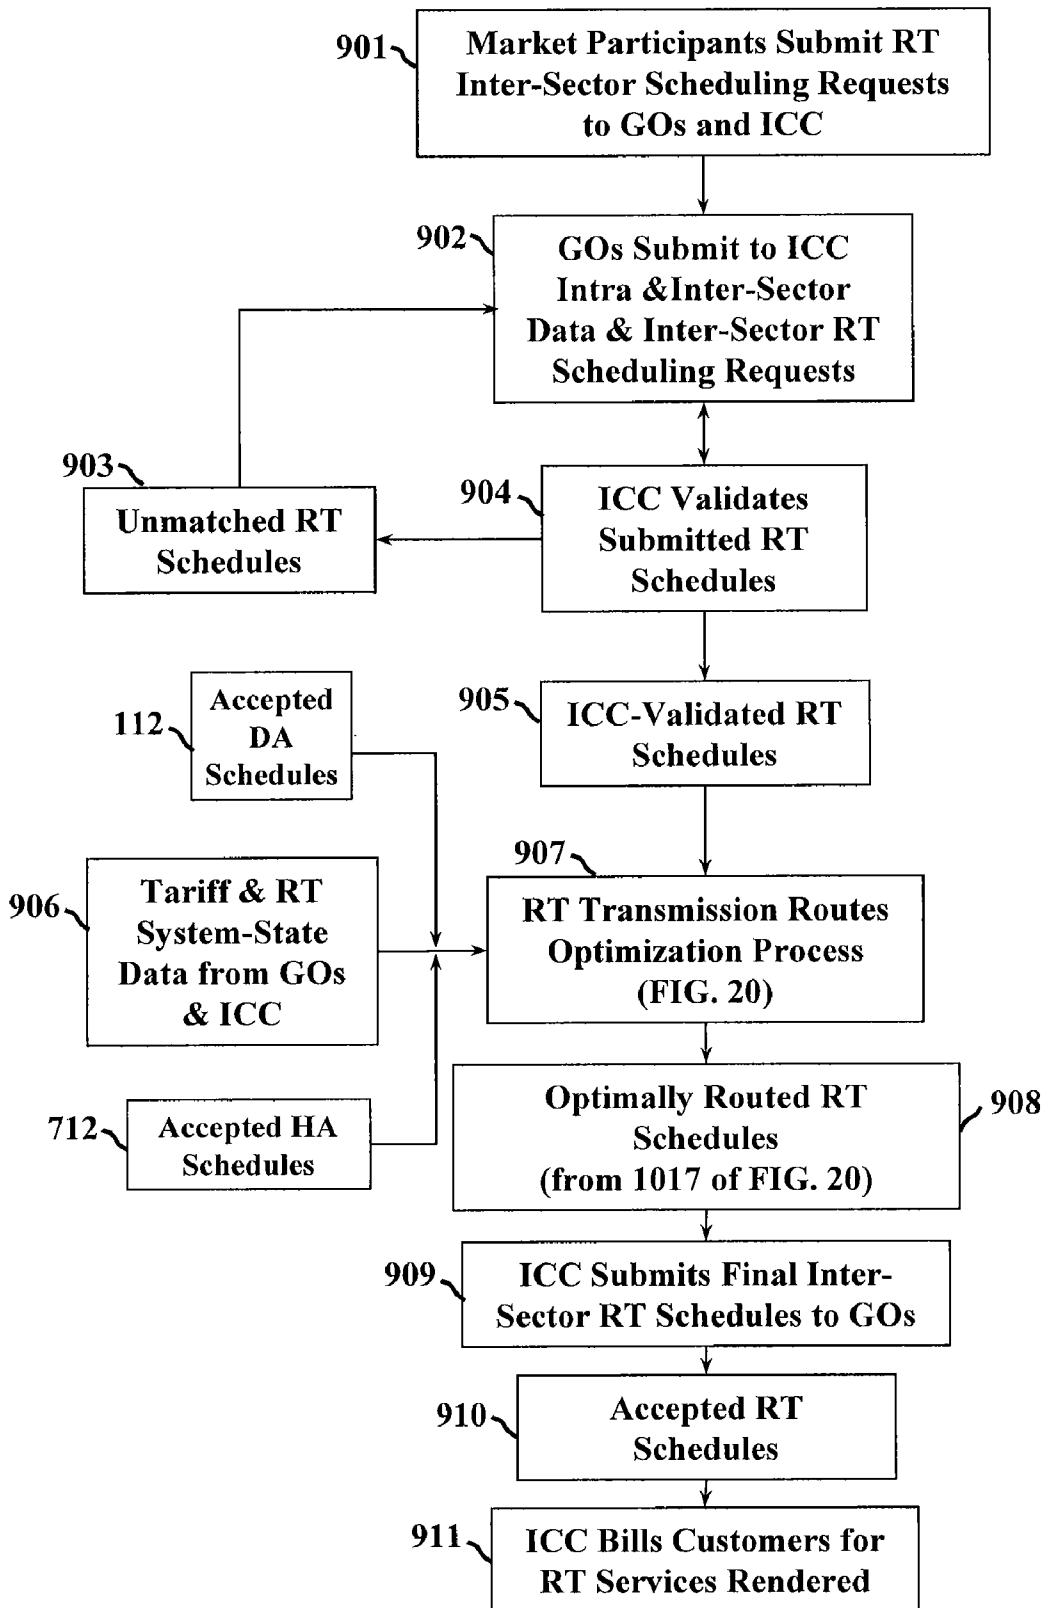 901
Market Participants Submit RT
Inter-Sector Scheduling Requests
to GOs and ICC
902
GOs Submit to ICC
Intra &Inter-Sector
Data & Inter-Sector RT
Scheduling Requests
903
Unmatched RT
Schedules
904
ICC Validates
Submitted RT
Schedules
112
Accepted
DA
Schedules
905
ICC-Validated RT
Schedules
906
Tariff & RT
System-State
Data from GOs
& ICC
907
RT Transmission Routes
Optimization Process
(FIG. 20)
712
Accepted HA
Schedules
Optimally Routed RT
Schedules
(from 1017 of FIG. 20)
908
909
ICC Submits Final Inter-
Sector RT Schedules to GOs
910
Accepted RT
Schedules
911
ICC Bills Customers for
RT Services Rendered